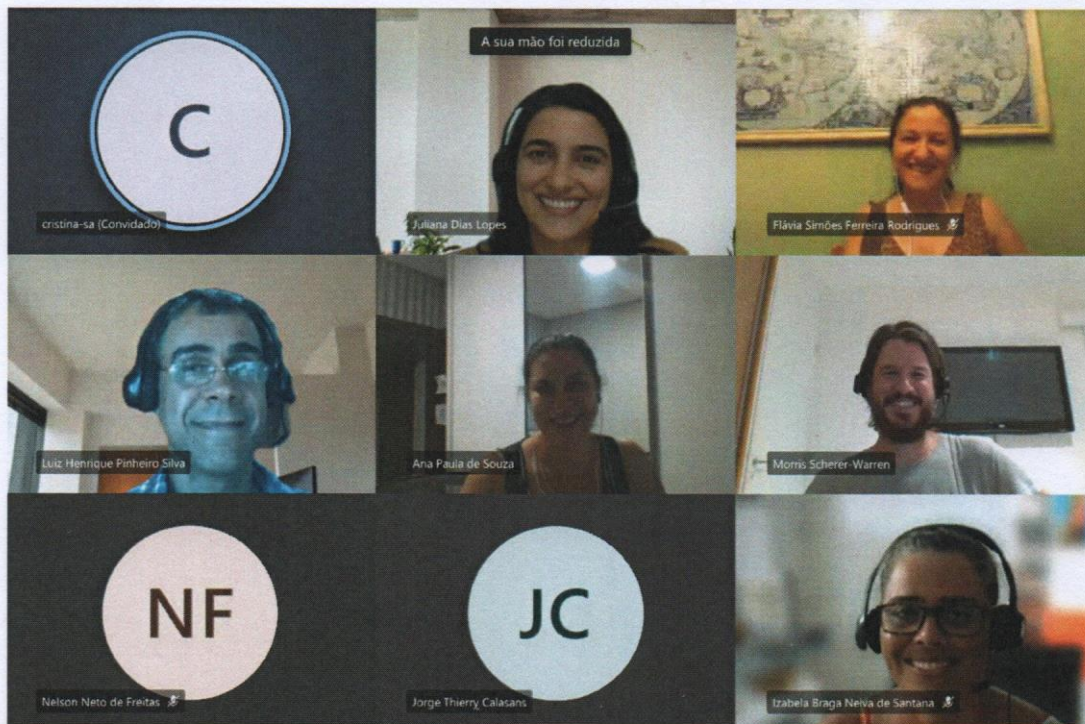 C
cristina-sa (Convidado)
A sua mão foi reduzida
Juliana Dias Lopes
Flávia Simões Ferreira Rodrigues
Luiz Henrique Pinheiro Silva
Ana Paula de Souza
Morris Scherer-Warren
NF
Nelson Neto de Freitas
JC
Jorge Thierry Calasans
Izabela Braga Neiva de Santana